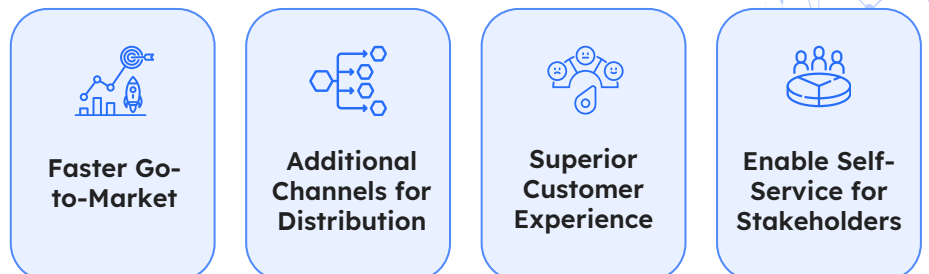 Faster Go-
to-Market
Additional
Channels for
Distribution
Superior
Customer
Experience
Enable Self-
Service for
Stakeholders